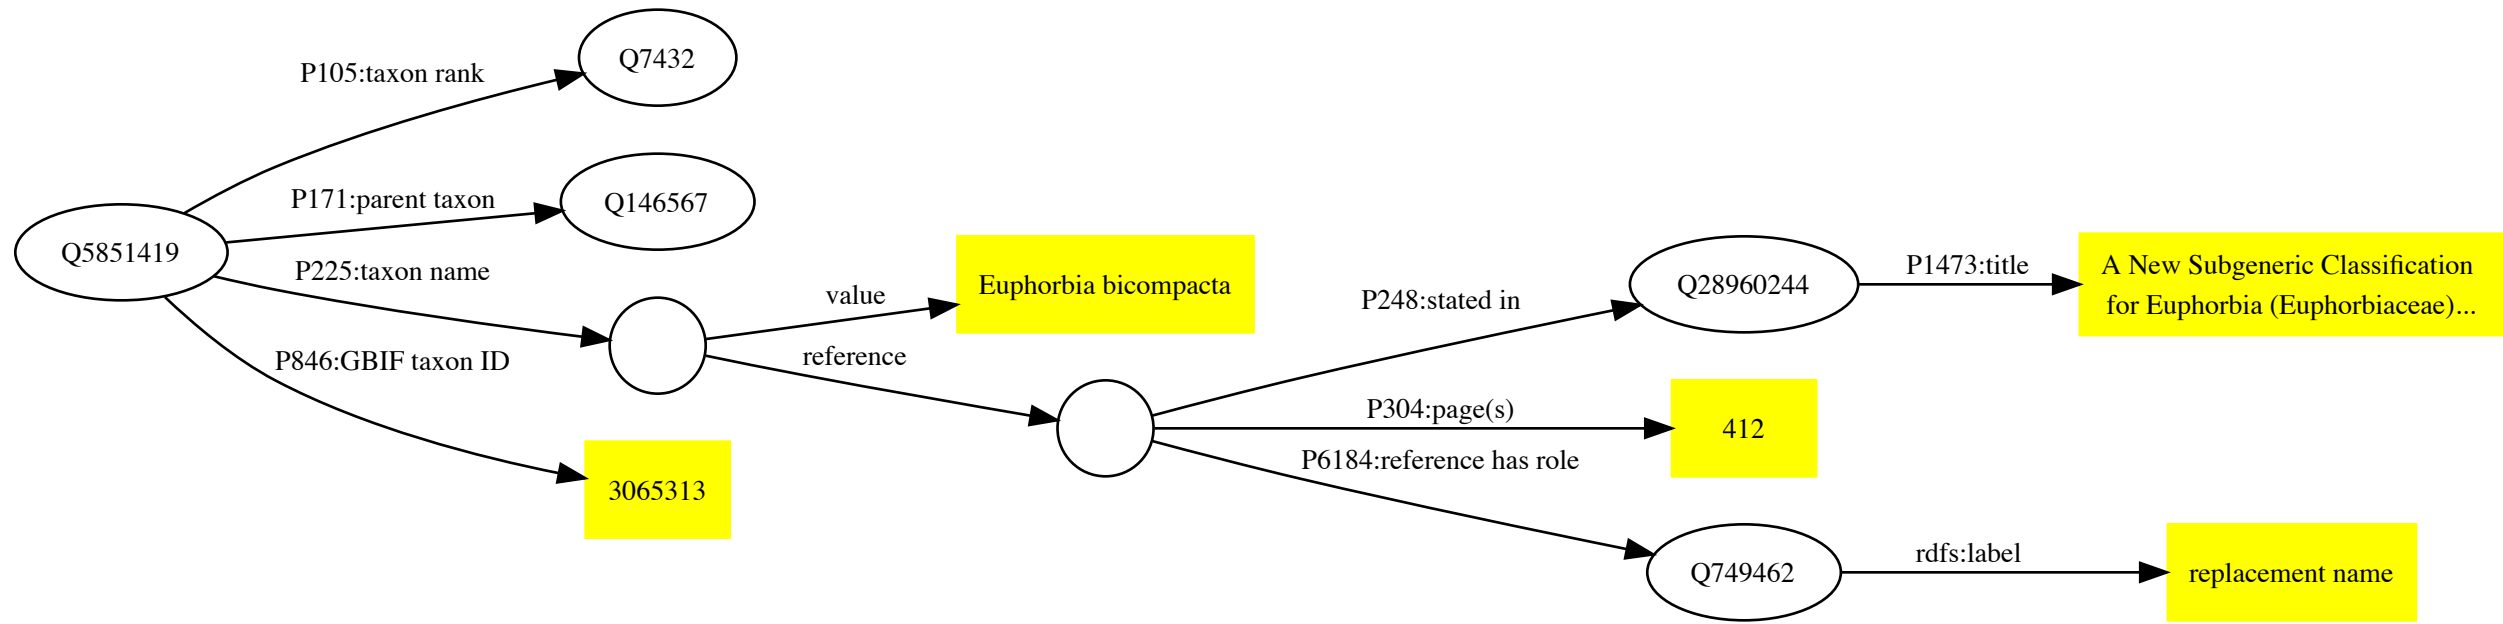 P105:taxon rank
Q7432
P171:parent taxon
Q146567
Q5851419
P225:taxon name
value
Euphorbia bicompacta
reference
P846:GBIF taxon ID
3065313
P248:stated in
Q28960244
P1473:title
A New Subgeneric Classification
for Euphorbia (Euphorbiaceae)...
P304:page(s)
412
P6184:reference has role
Q749462
rdfs:label
replacement name